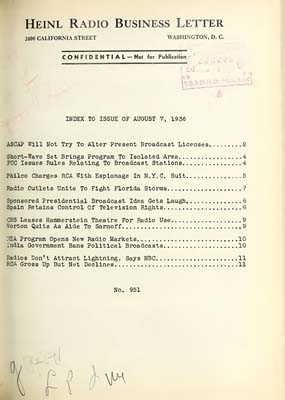 HEINL RADIO BUSINESS LETTER
2400 CALIFORNIA STREET WASHINGTON, D. C.
CONFIDENTIAL—Not for Publication
INDEX TO ISSUE OF AUGUST 7, 1936
ASCAP Will Not Try To Alter Present Broadcast Licenses........2
Short-Wave Set Brings Program To Isolated Area................4
FCC Issues Rules Relating To Broadcast Stations...............4
Philco Charges RCA With Espionage In N.Y.C. Suit..............5
Radio Outlets Unite To Fight Florida Storms...................7
Sponsored Presidential Broadcast Idea Gets Laugh..............8
Spain Retains Control Of Television Rights....................8
CBS Leases Hammerstein Theatre For Radio Use..................9
Norton Quits As Aide To Sarnoff...............................9
NEA Program Opens New Radio Markets..........................10
India Government Bans Political Broadcasts...................10
Radios Don't Attract Lightning, Says NBC.....................11
RCA Gross Up But Net Declines................................11
No. 951